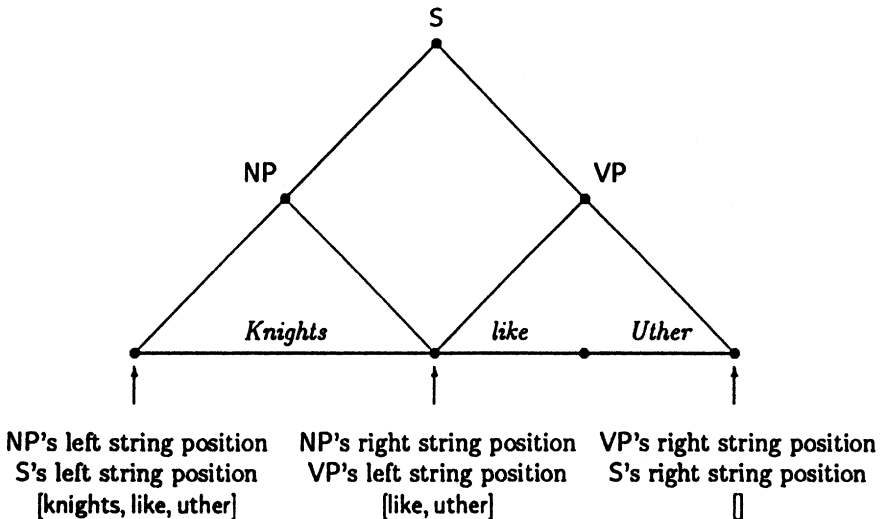 S
NP VP
Knights like Uther
NP's left string position NP's right string position VP's right string position
S's left string position VP's left string position S's right string position
[knights, like, uther] [like, uther] []